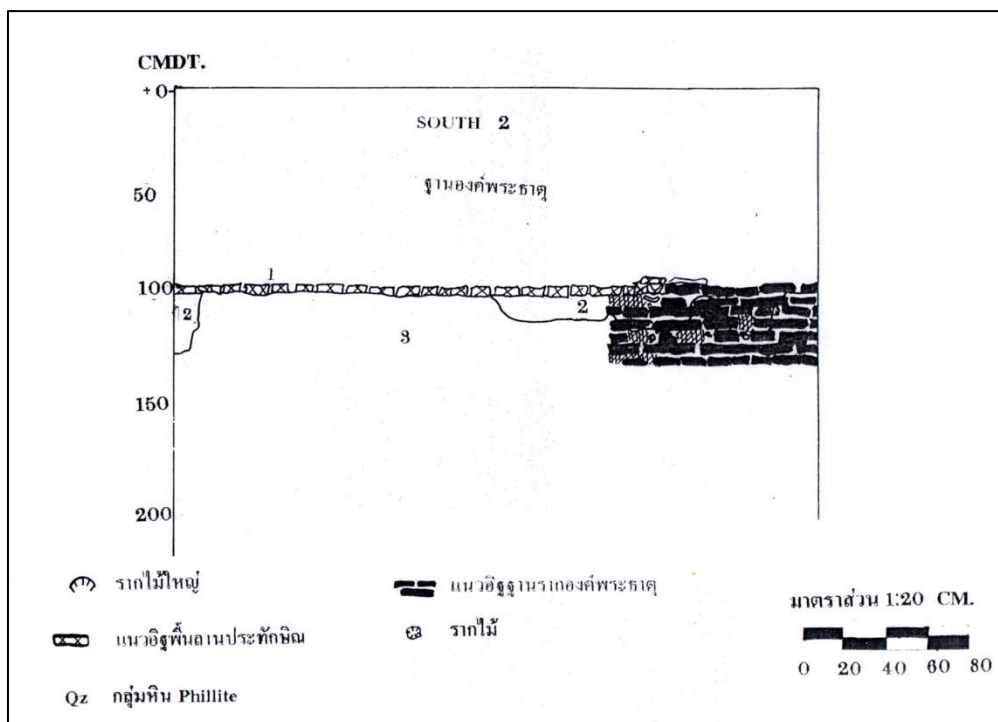 CMDT.
+0
SOUTH 2
ฐานองค์พระธาตุ
50
1
100
2
2
3
150
200
รากไม้ใหญ่
แนวอิฐฐานรากองค์พระธาตุ
มาตราส่วน 1:20 CM.
แนวอิฐพื้นลานประทักษิณ
รากไม้
0 20 40 60 80
Qz กลุ่มหิน Phillite